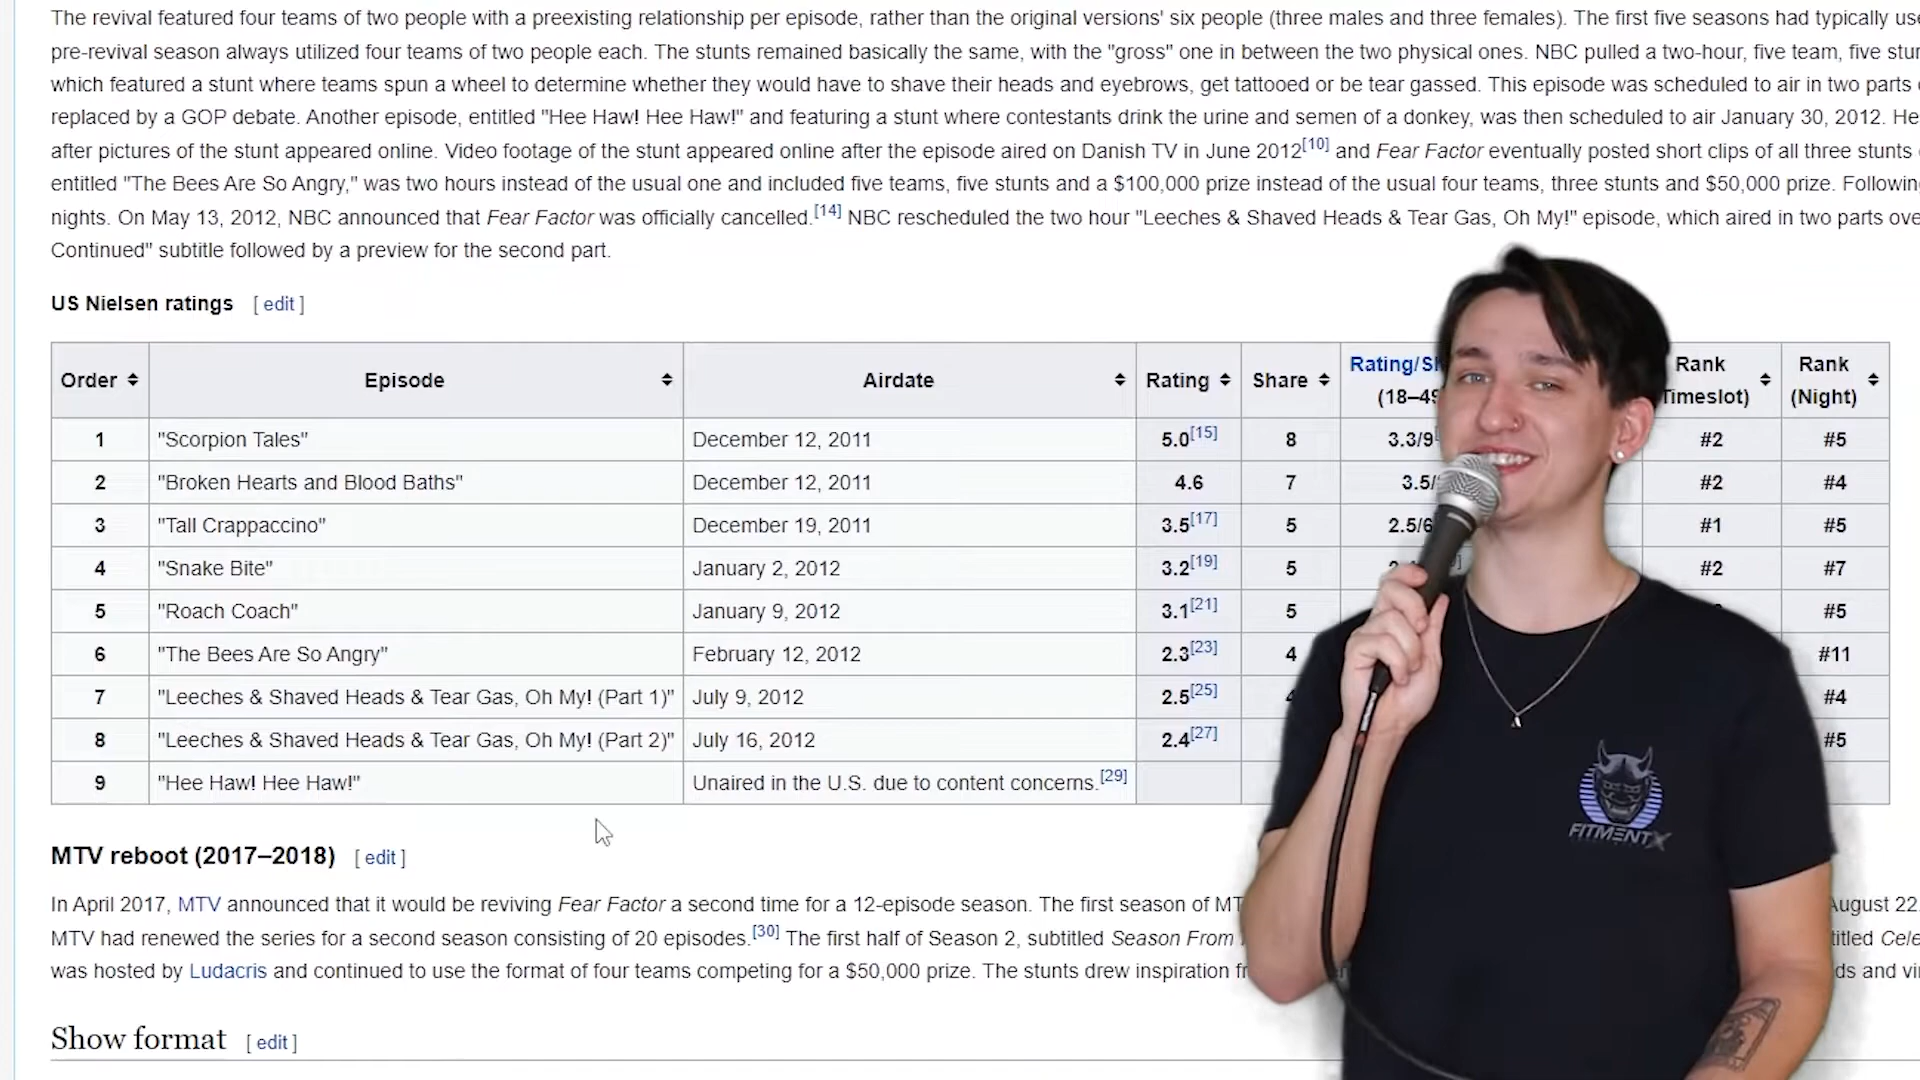 The revival featured four teams of two people with a preexisting relationship per episode, rather than the original versions' six people (three males and three females). The first five seasons had typically
pre-revival season always utilized four teams of two people each. The stunts remained basically the same, with the "gross" one in between the two physical ones. NBC pulled a two-hour, five team, five
which featured a stunt where teams spun a wheel to determine whether they would have to shave their heads and eyebrows, get tattooed or be tear gassed. This episode was scheduled to air in two parts
replaced by a GOP debate. Another episode, entitled "Hee Haw! Hee Haw!" and featuring a stunt where contestants drink the urine and semen of a donkey, was then scheduled to air January 30, 2012.
after pictures of the stunt appeared online. Video footage of the stunt appeared online after the episode aired on Danish TV in June 2012[10] and Fear Factor eventually posted short clips of all three stunts
entitled "The Bees Are So Angry," was two hours instead of the usual one and included five teams, five stunts and a $100,000 prize instead of the usual four teams, three stunts and $50,000 prize. Following
nights. On May 13, 2012, NBC announced that Fear Factor was officially cancelled.[14] NBC rescheduled the two hour "Leeches & Shaved Heads & Tear Gas, Oh My!" episode, which aired in two parts
Continued" subtitle followed by a preview for the second part.
US Nielsen ratings [ edit ]
Order Episode Airdate Rating Share Rating/ (18–49 Rank Timeslot) Rank (Night)
1 "Scorpion Tales" December 12, 2011 5.0[15] 8 3.3/9 #2 #5
2 "Broken Hearts and Blood Baths" December 12, 2011 4.6 7 3.5/ #2 #4
3 "Tall Crappaccino" December 19, 2011 3.5[17] 5 2.5/6 #1 #5
4 "Snake Bite" January 2, 2012 3.2[19] 5 #2 #7
5 "Roach Coach" January 9, 2012 3.1[21] 5 #5
6 "The Bees Are So Angry" February 12, 2012 2.3[23] 4 #11
7 "Leeches & Shaved Heads & Tear Gas, Oh My! (Part 1)" July 9, 2012 2.5[25] #4
8 "Leeches & Shaved Heads & Tear Gas, Oh My! (Part 2)" July 16, 2012 2.4[27] #5
9 "Hee Haw! Hee Haw!" Unaired in the U.S. due to content concerns.[29]
FITMENTX
MTV reboot (2017–2018) [ edit ]
In April 2017, MTV announced that it would be reviving Fear Factor a second time for a 12-episode season. The first season of August 22
MTV had renewed the series for a second season consisting of 20 episodes.[30] The first half of Season 2, subtitled Season From titled
was hosted by Ludacris and continued to use the format of four teams competing for a $50,000 prize. The stunts drew inspiration and
Show format [ edit ]